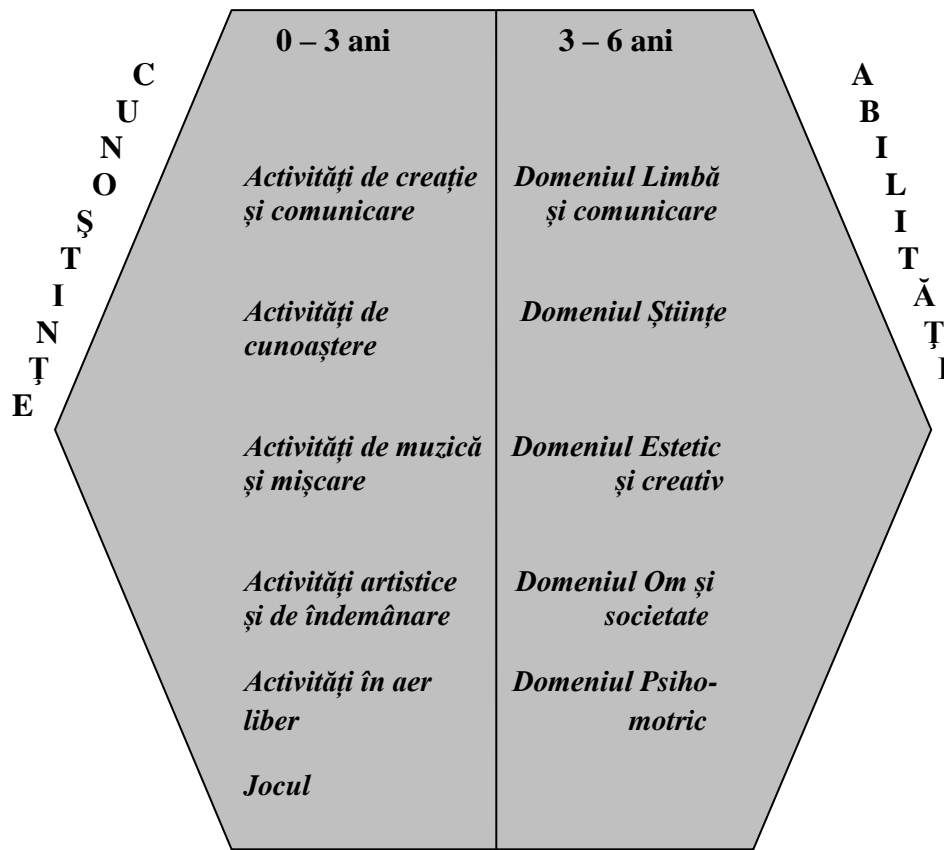 CUNOŞTINŢE
0 – 3 ani
Activități de creație
și comunicare
Activități de
cunoaștere
Activități de muzică
și mișcare
Activități artistice
și de îndemânare
Activități în aer
liber
Jocul
3 – 6 ani
Domeniul Limbă
și comunicare
Domeniul Științe
Domeniul Estetic
și creativ
Domeniul Om și
societate
Domeniul Psiho-
motric
ABILITĂŢI